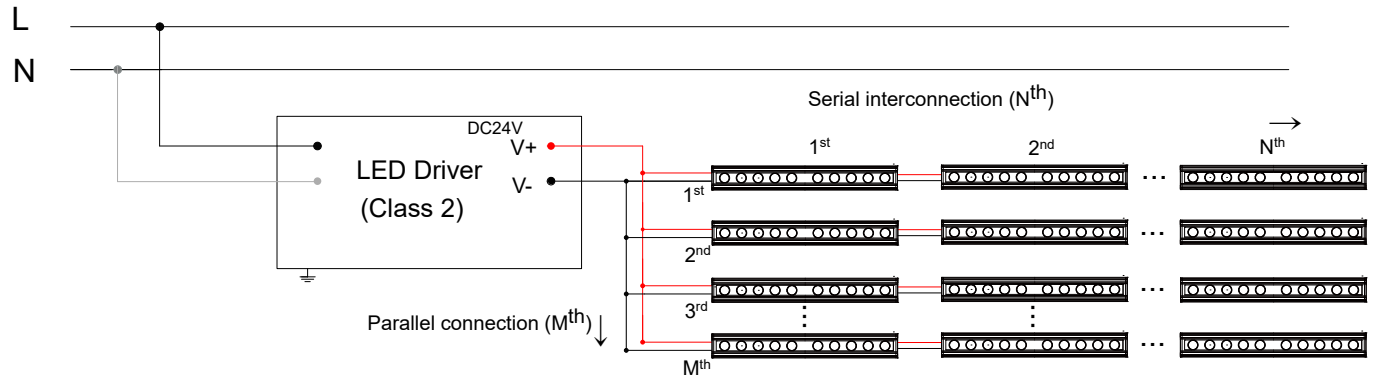 L
N
Serial interconnection (Nth)
DC24V
V+
LED Driver
V-
(Class 2)
1st
2nd
Nth
1st
2nd
3rd
Parallel connection (Mth)
Mth